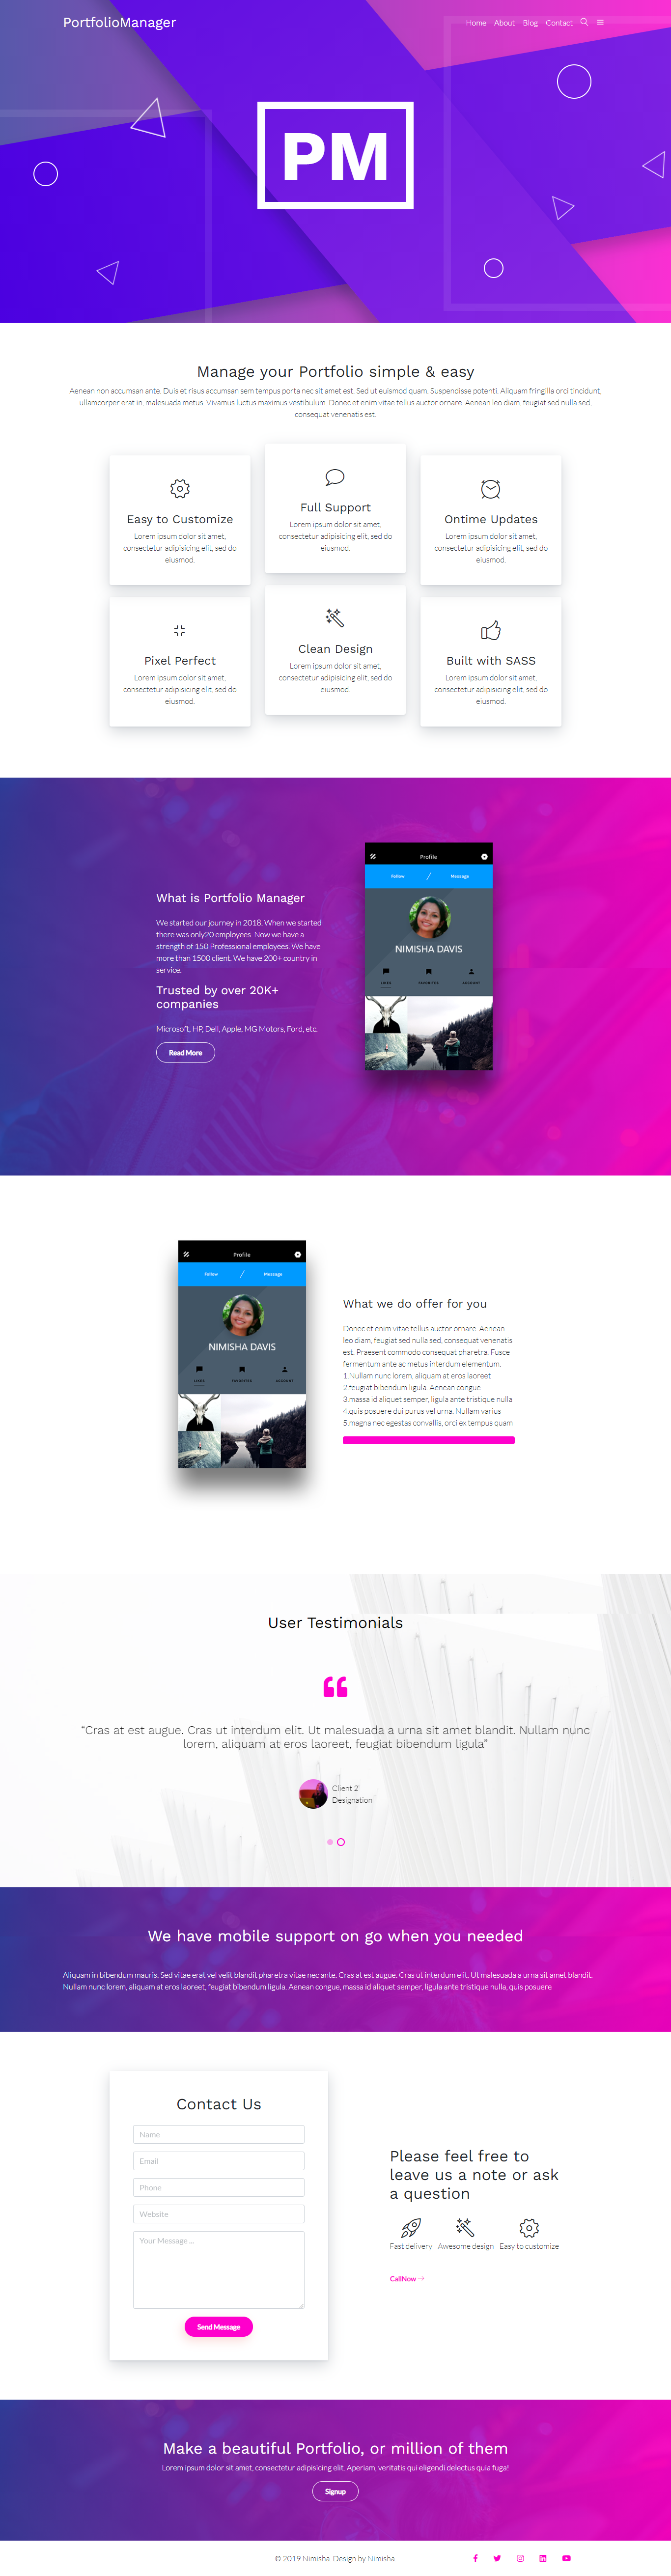 PortfolioManager
Home About Blog Contact
PM
Manage your Portfolio simple & easy
Aenean non accumsan ante. Duis et risus accumsan sem tempus porta nec sit amet est. Sed ut euismod quam. Suspendisse potenti. Aliquam fringilla orci tincidunt,
ullamcorper erat in, malesuada metus. Vivamus luctus maximus vestibulum. Donec et enim vitae tellus auctor ornare. Aenean leo diam, feugiat sed nulla sed,
consequat venenatis est.
Easy to Customize
Lorem ipsum dolor sit amet,
consectetur adipisicing elit, sed do
eiusmod.
Full Support
Lorem ipsum dolor sit amet,
consectetur adipisicing elit, sed do
eiusmod.
Ontime Updates
Lorem ipsum dolor sit amet,
consectetur adipisicing elit, sed do
eiusmod.
Pixel Perfect
Lorem ipsum dolor sit amet,
consectetur adipisicing elit, sed do
eiusmod.
Clean Design
Lorem ipsum dolor sit amet,
consectetur adipisicing elit, sed do
eiusmod.
Built with SASS
Lorem ipsum dolor sit amet,
consectetur adipisicing elit, sed do
eiusmod.
What is Portfolio Manager
We started our journey in 2018. When we started
there was only20 employees. Now we have a
strength of 150 Professional employees. We have
more than 1500 client. We have 200+ country in
service.
Trusted by over 20K+
companies
Microsoft, HP, Dell, Apple, MG Motors, Ford, etc.
Read More
Profile
Follow Message
NIMISHA DAVIS
LIKES FAVORITES ACCOUNT
Profile
Follow Message
NIMISHA DAVIS
LIKES FAVORITES ACCOUNT
What we do offer for you
Donec et enim vitae tellus auctor ornare. Aenean
leo diam, feugiat sed nulla sed, consequat venenatis
est. Praesent commodo consequat pharetra. Fusce
fermentum ante ac metus interdum elementum.
1.Nullam nunc lorem, aliquam at eros laoreet
2.feugiat bibendum ligula. Aenean congue
3.massa id aliquet semper, ligula ante tristique nulla
4.quis posuere dui purus vel urna. Nullam varius
5.magna nec egestas convallis, orci ex tempus quam
User Testimonials
“Cras at est augue. Cras ut interdum elit. Ut malesuada a urna sit amet blandit. Nullam nunc
lorem, aliquam at eros laoreet, feugiat bibendum ligula”
Client 2
Designation
We have mobile support on go when you needed
Aliquam in bibendum mauris. Sed vitae erat vel velit blandit pharetra vitae nec ante. Cras at est augue. Cras ut interdum elit. Ut malesuada a urna sit amet blandit.
Nullam nunc lorem, aliquam at eros laoreet, feugiat bibendum ligula. Aenean congue, massa id aliquet semper, ligula ante tristique nulla, quis posuere
Contact Us
Name
Email
Phone
Website
Your Message ...
Send Message
Please feel free to
leave us a note or ask
a question
Fast delivery Awesome design Easy to customize
CallNow
Make a beautiful Portfolio, or million of them
Lorem ipsum dolor sit amet, consectetur adipisicing elit. Aperiam, veritatis qui eligendi delectus quia fuga!
Signup
© 2019 Nimisha. Design by Nimisha.